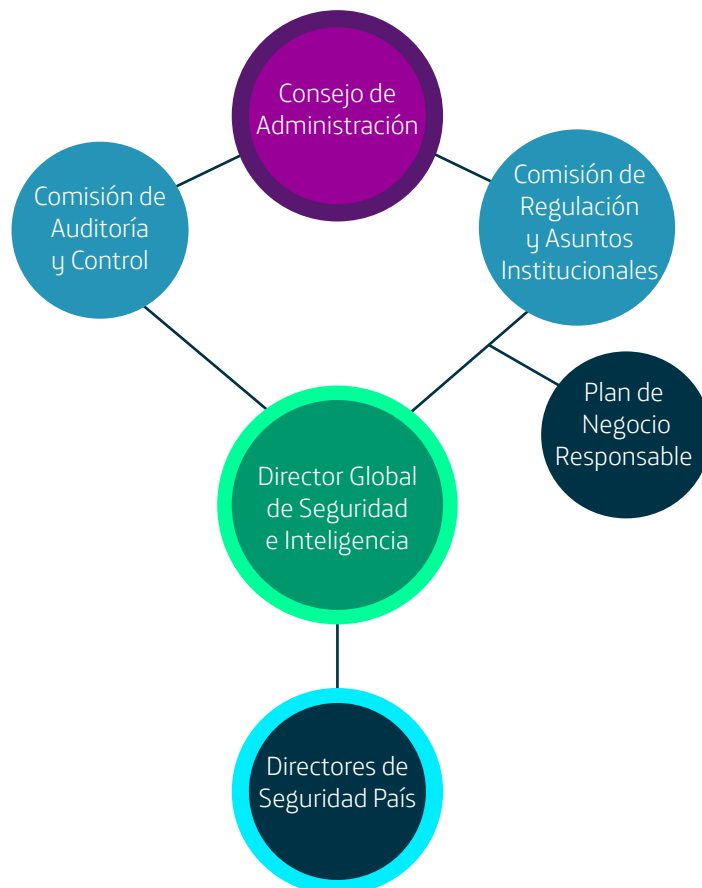 Consejo de
Administración
Comisión de
Auditoría
y Control
Comisión de
Regulación
y Asuntos
Institucionales
Plan de
Negocio
Responsable
Director Global
de Seguridad
e Inteligencia
Directores de
Seguridad País